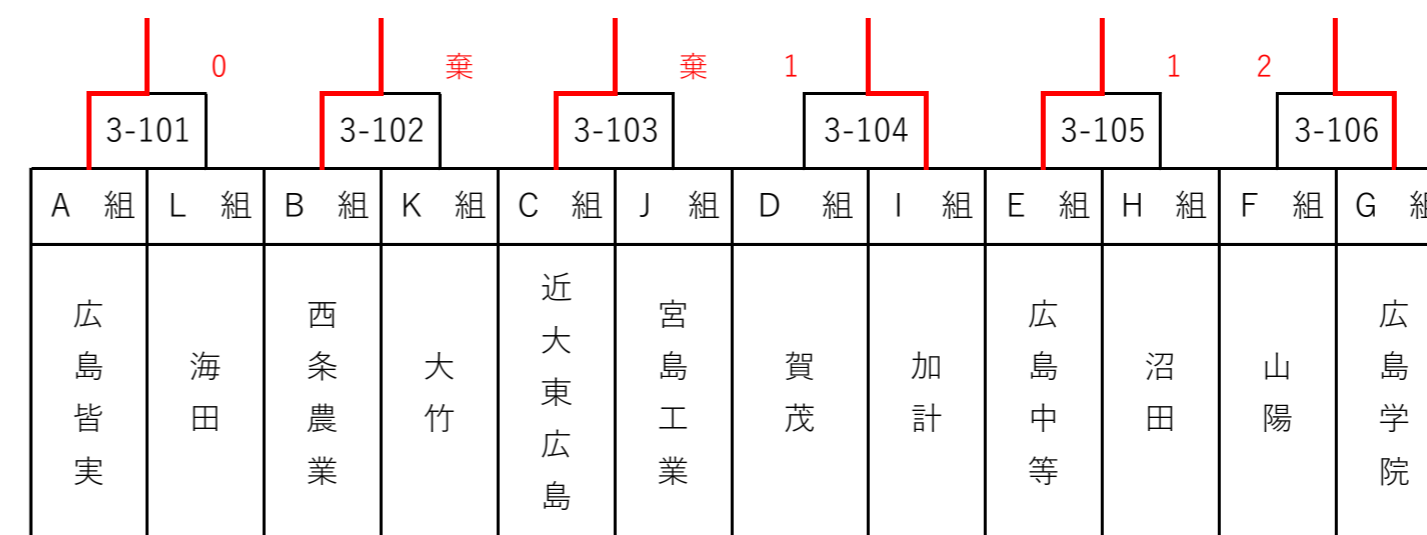 0 棄 棄 1 1 2
3-101 3-102 3-103 3-104 3-105 3-106
A 組 L 組 B 組 K 組 C 組 J 組 D 組 I 組 E 組 H 組 F 組 G 組
広島皆実
海田
西条農業
大竹
近大東広島
宮島工業
賀茂
加計
広島中等
沼田
山陽
広島学院